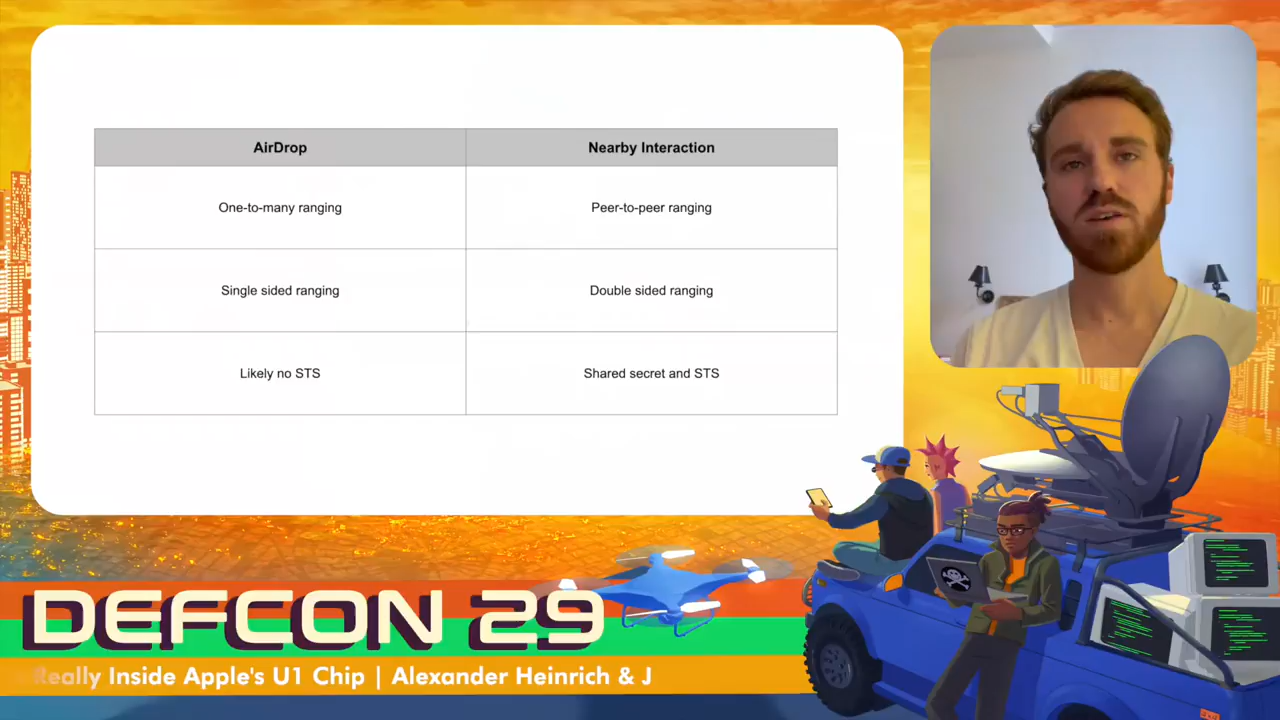 AirDrop
Nearby Interaction
One-to-many ranging
Peer-to-peer ranging
Single sided ranging
Double sided ranging
Likely no STS
Shared secret and STS
DEFCON 29
Really Inside Apple's U1 Chip | Alexander Heinrich & J